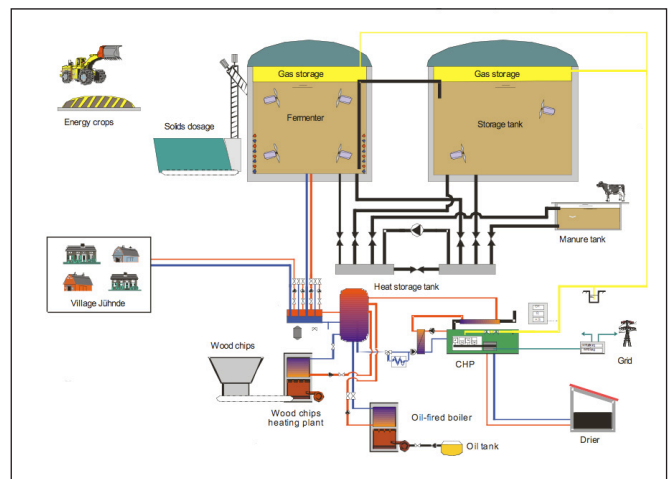 Gas storage
Gas storage
Fermenter
Storage tank
Energy crops
Solids dosage
Manure tank
Heat storage tank
Village Jühnde
Wood chips
CHP
Grid
Wood chips
heating plant
Oil-fired boiler
Oil tank
Drier